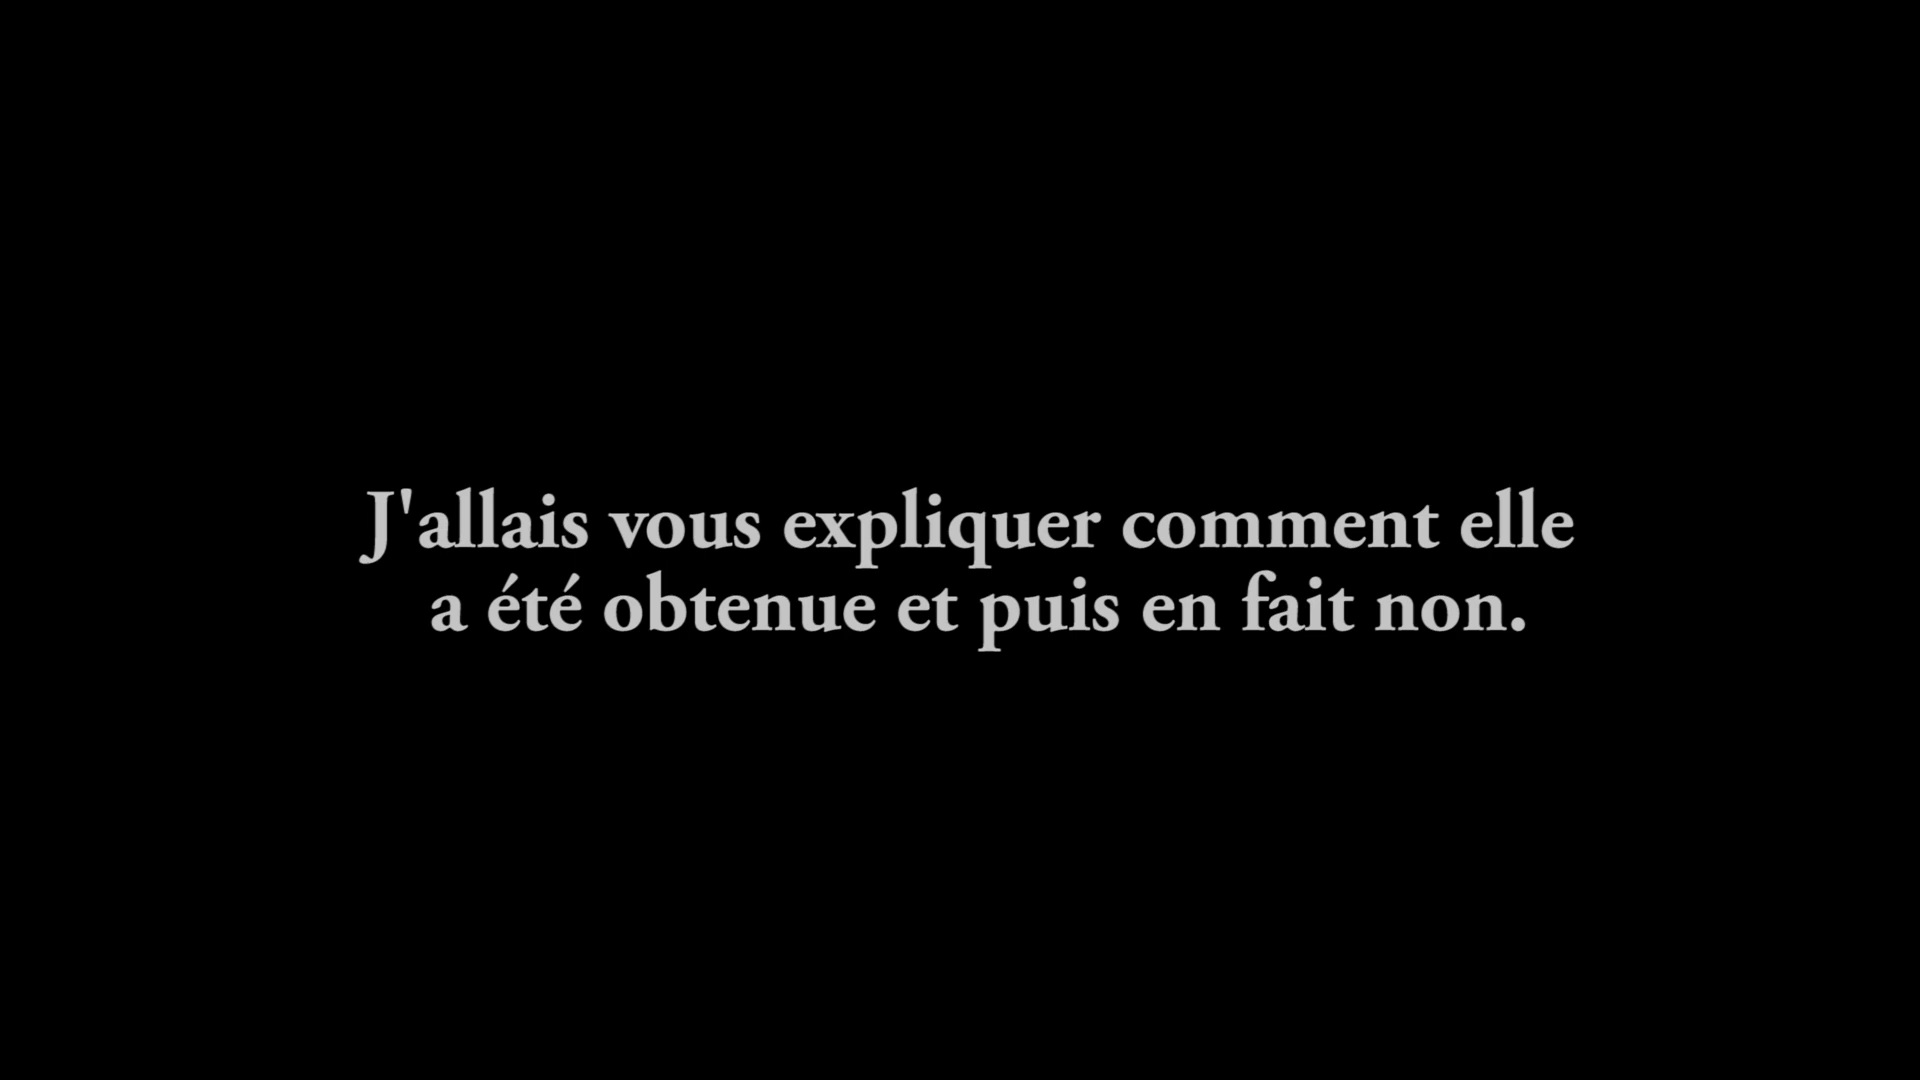 J'allais vous expliquer comment elle
a été obtenue et puis en fait non.